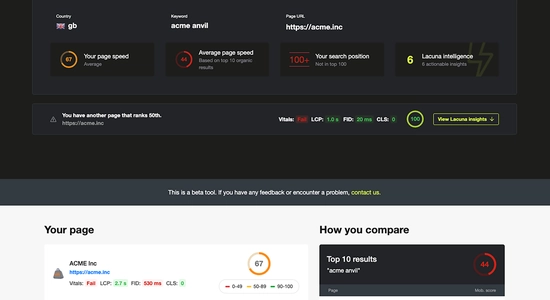 Country
gb
Keyword
acme anvil
Page URL
https://acme.inc
67
Your page speed
Average
44
Average page speed
Based on top 10 organic
results
100+
Your search position
Not in top 100
6
Lacuna intelligence
6 actionable insights
You have another page that ranks 50th.
https://acme.inc
Vitals: Fail LCP: 1.0 s FID: 20 ms CLS: 0
100
View Lacuna insights ↓
This is a beta tool. If you have any feedback or encounter a problem, contact us.
Your page
ACME Inc
https://acme.inc
Vitals: Fail LCP: 2.7 s FID: 530 ms CLS: 0
67
0-49 50-89 90-100
How you compare
Top 10 results
"acme anvil"
44
Page
Mob. score